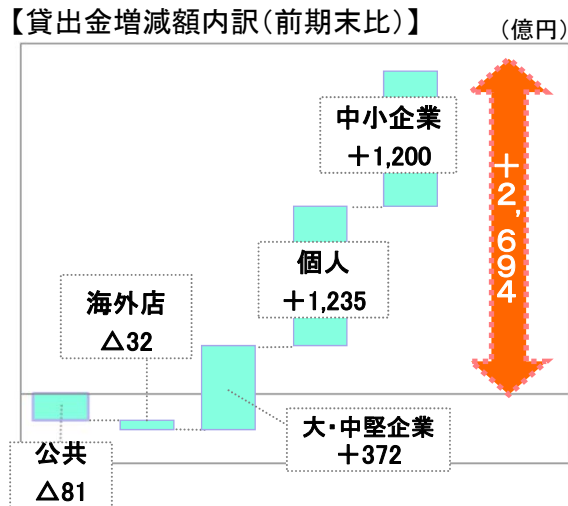 【貸出金増減額内訳(前期末比)】
(億円)
中小企業
+1,200
+2,694
個人
+1,235
海外店
△32
大・中堅企業
+372
公共
△81